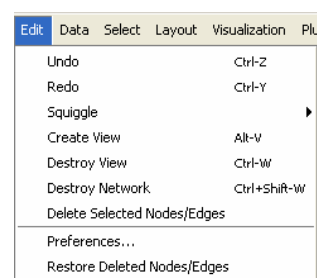 Edit Data Select Layout Visualization Plu
Undo Ctrl-Z
Redo Ctrl-Y
Squiggle
Create View Alt-V
Destroy View Ctrl-W
Destroy Network Ctrl+Shift-W
Delete Selected Nodes/Edges
Preferences...
Restore Deleted Nodes/Edges